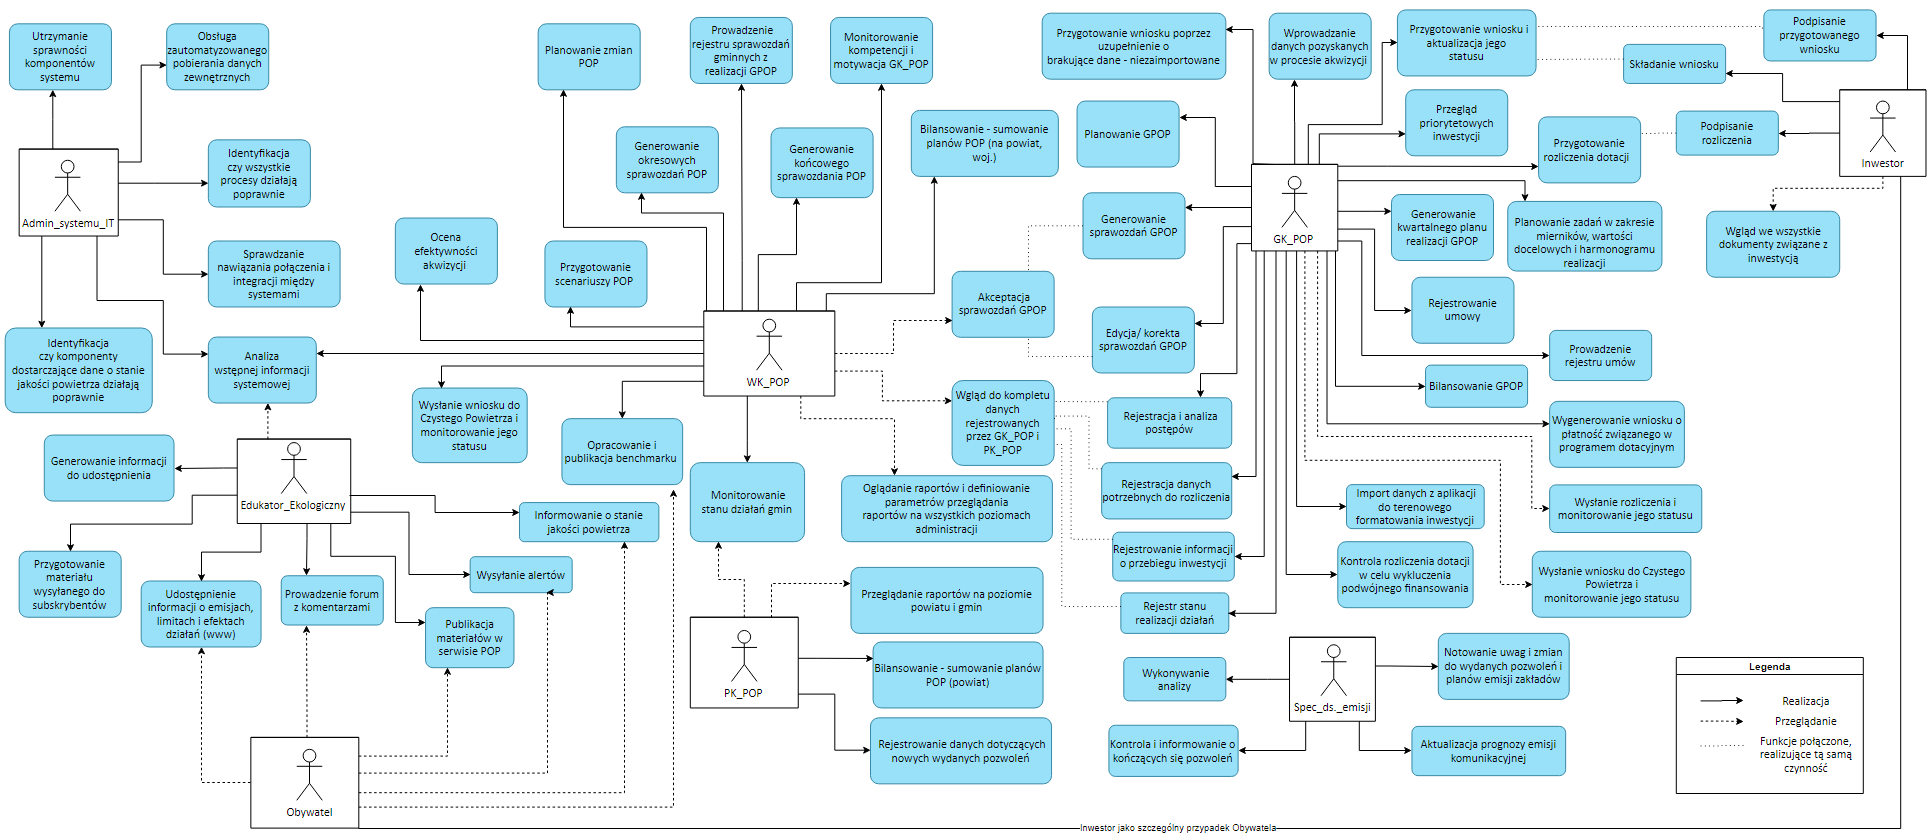 Utrzymanie
sprawności
komponentów
systemu
Obsługa
zautomatyzowanego
pobierania danych
zewnętrznych
Identyfikacja
czy wszystkie
procesy działają
poprawnie
Admin_systemu_IT
Sprawdzanie
nawiązania połączenia i
integracji między
systemami
Identyfikacja
czy komponenty
dostarczające dane o stanie
jakości powietrza działają
poprawnie
Analiza
wstępnej informacji
systemowej
Ocena
efektywności
akwizycji
Planowanie zmian
POP
Prowadzenie
rejestru sprawozdań
gminnych z
realizacji GPOP
Monitorowanie
kompetencji i
motywacja GK_POP
Generowanie
okresowych
sprawozdań POP
Generowanie
końcowego
sprawozdania POP
Bilansowanie - sumowanie
planów POP (na powiat,
woj.)
Przygotowanie
scenariuszy POP
WK_POP
Akceptacja
sprawozdań GPOP
Wysłanie wniosku do
Czystego Powietrza i
monitorowanie jego
statusu
Opracowanie i
publikacja benchmarku
Monitorowanie
stanu działań gmin
Wgląd do kompletu
danych
rejestrowanych
przez GK_POP i
PK_POP
Oglądanie raportów i definiowanie
parametrów przeglądania
raportów na wszystkich poziomach
administracji
Przygotowanie wniosku poprzez
uzupełnienie o
brakujące dane - niezaimportowane
Wprowadzanie
danych pozyskanych
w procesie akwizycji
Przygotowanie wniosku i
aktualizacja jego
statusu
Podpisanie
przygotowanego
wniosku
Składanie wniosku
Planowanie GPOP
Przegląd
priorytetowych
inwestycji
Przygotowanie
rozliczenia dotacji
Podpisanie
rozliczenia
Inwestor
Generowanie
sprawozdań GPOP
GK_POP
Generowanie
kwartalnego planu
realizacji GPOP
Planowanie zadań w zakresie
mierników, wartości
docelowych i harmonogramu
realizacji
Wgląd we wszystkie
dokumenty związane z
inwestycją
Edycja/ korekta
sprawozdań GPOP
Rejestrowanie
umowy
Prowadzenie
rejestru umów
Bilansowanie GPOP
Rejestracja i analiza
postępów
Wygenerowanie wniosku o
płatność związanego w
programem dotacyjnym
Rejestracja danych
potrzebnych do rozliczenia
Import danych z aplikacji
do terenowego
formatowania inwestycji
Wysłanie rozliczenia i
monitorowanie jego statusu
Rejestrowanie informacji
o przebiegu inwestycji
Kontrola rozliczenia dotacji
w celu wykluczenia
podwójnego finansowania
Wysłanie wniosku do Czystego
Powietrza i
monitorowanie jego statusu
Rejestr stanu
realizacji działań
Generowanie informacji
do udostępnienia
Edukator_Ekologiczny
Informowanie o stanie
jakości powietrza
Przygotowanie
materiału
wysyłanego do
subskrybentów
Udostępnienie
informacji o emisjach,
limitach i efektach
działań (www)
Prowadzenie forum
z komentarzami
Wysyłanie alertów
Publikacja
materiałów w
serwisie POP
Obywatel
Przeglądanie raportów na poziomie
powiatu i gmin
PK_POP
Bilansowanie - sumowanie planów
POP (powiat)
Rejestrowanie danych dotyczących
nowych wydanych pozwoleń
Wykonywanie
analizy
Spec_ds._emisji
Notowanie uwag i zmian
do wydanych pozwoleń i
planów emisji zakładów
Kontrola i informowanie o
kończących się pozwoleń
Aktualizacja prognozy emisji
komunikacyjnej
Legenda
Realizacja
Przeglądanie
Funkcje połączone,
realizujące tą samą
czynność
Inwestor jako szczególny przypadek Obywatela